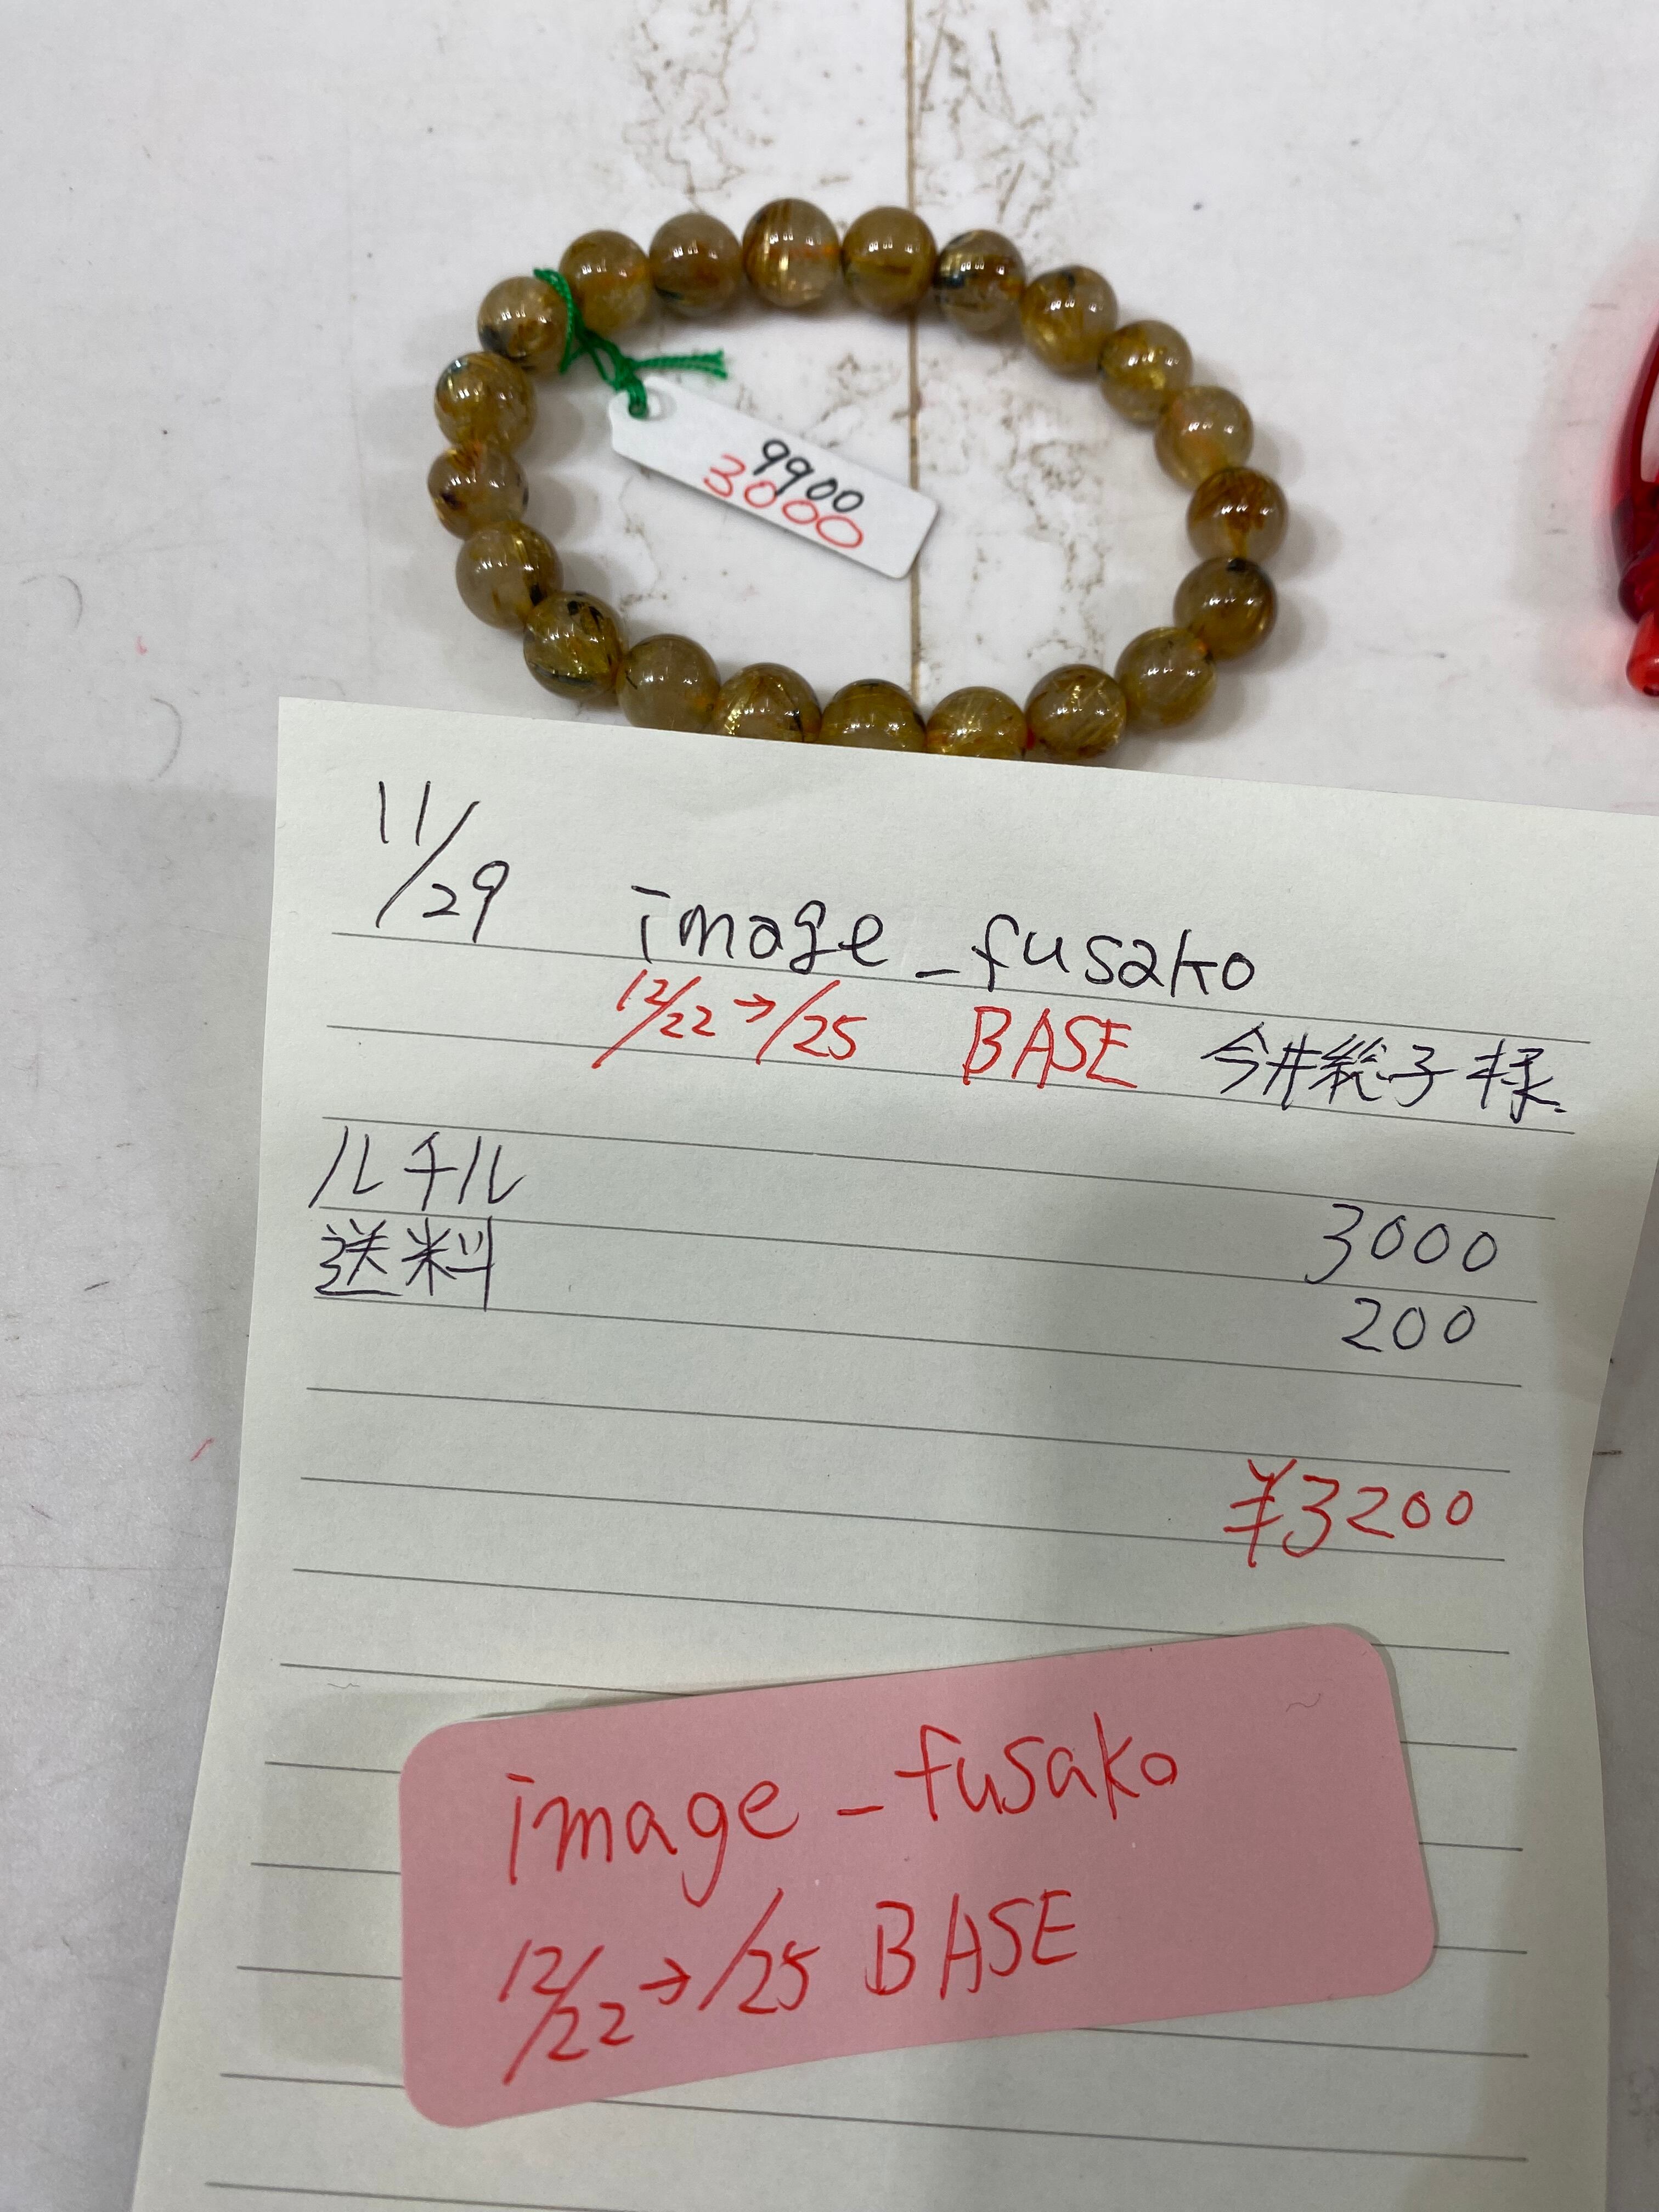 9900
3000
11/29 image_fusako
12/22→/25 BASE 今井総子様
ルチル 3000
送料 200
¥3200
image_fusako
12/22→/25 BASE